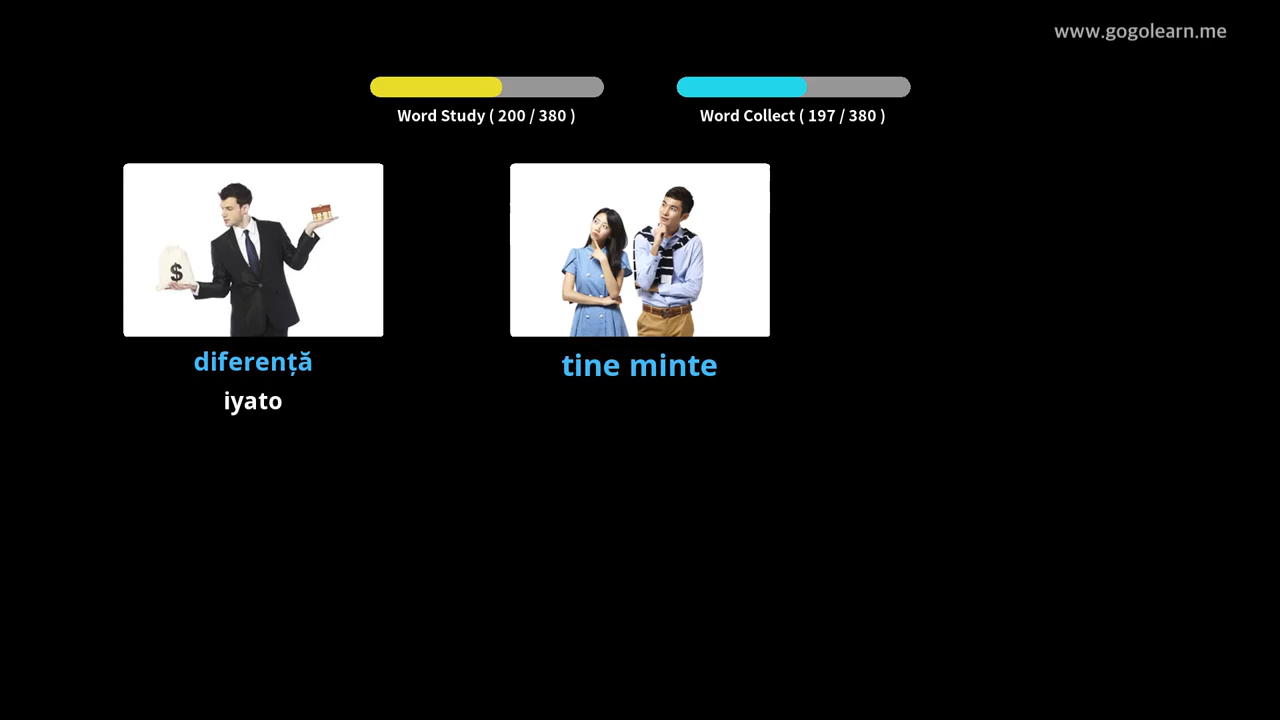 www.gogolearn.me
Word Study ( 200 / 380 )
Word Collect ( 197 / 380 )
$
diferență
iyato
tine minte